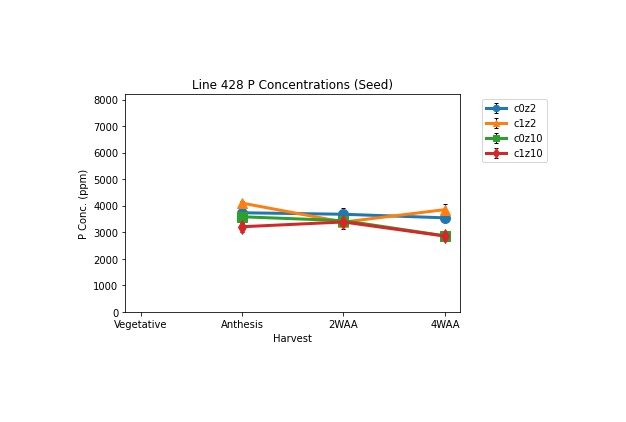 Line 428 P Concentrations (Seed)
8000
7000
6000
5000
4000
3000
2000
1000
0
P Conc. (ppm)
Vegetative Anthesis 2WAA 4WAA
Harvest
c0z2
c1z2
c0z10
c1z10